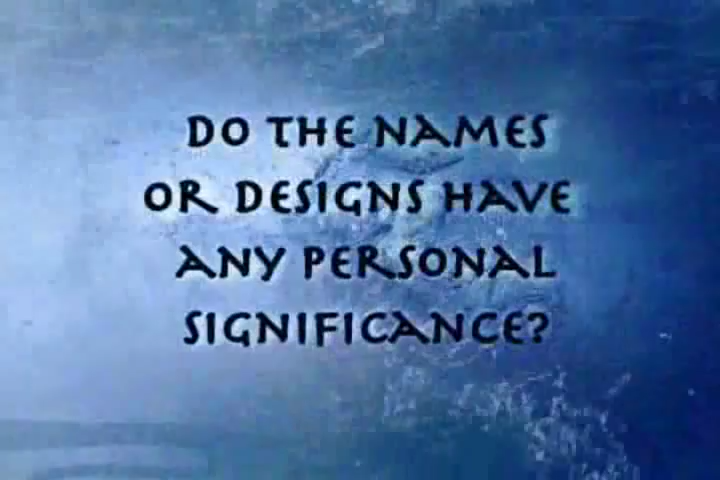 DO THE NAMES
OR DESIGNS HAVE
ANY PERSONAL
SIGNIFICANCE?